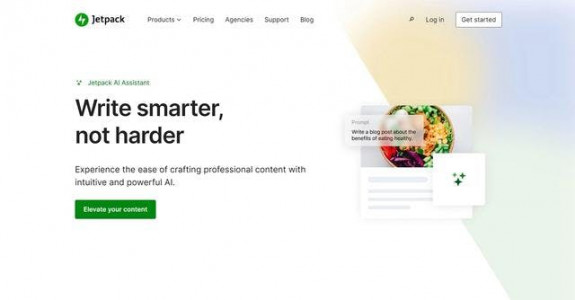 Jetpack
Products
Pricing
Agencies
Support
Blog
Log in
Get started
Jetpack AI Assistant
Write smarter,
not harder
Experience the ease of crafting professional content with
intuitive and powerful AI.
Elevate your content
Prompt
Write a blog post about the
benefits of eating healthy.